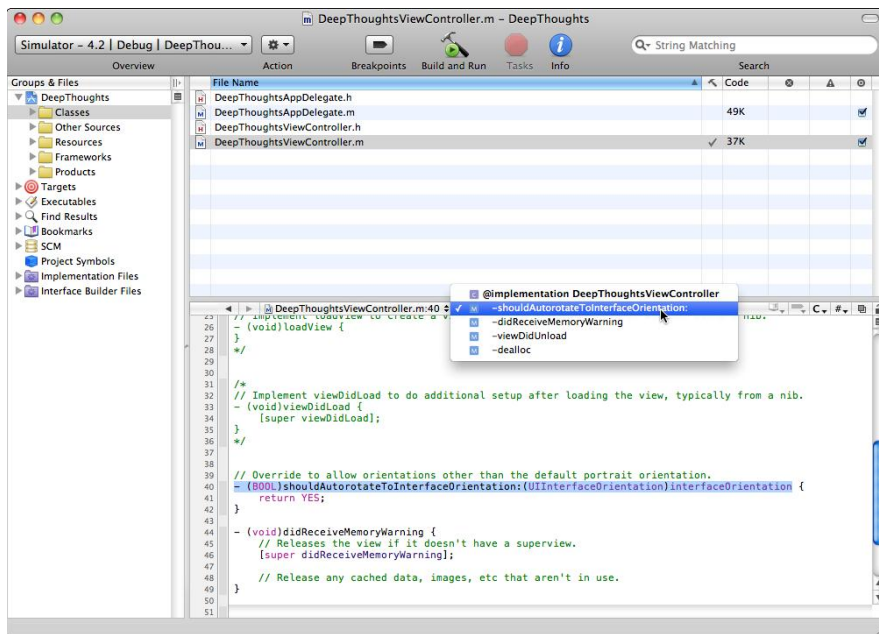 DeepThoughtsViewController.m – DeepThoughts
Simulator – 4.2 | Debug | DeepThou...
String Matching
Overview Action Breakpoints Build and Run Tasks Info Search
Groups & Files
File Name Code
DeepThoughts
Classes
Other Sources
Resources
Frameworks
Products
Targets
Executables
Find Results
Bookmarks
SCM
Project Symbols
Implementation Files
Interface Builder Files
DeepThoughtsAppDelegate.h
DeepThoughtsAppDelegate.m 49K
DeepThoughtsViewController.h
DeepThoughtsViewController.m 37K
@implementation DeepThoughtsViewController
-shouldAutorotateToInterfaceOrientation:
-didReceiveMemoryWarning
-viewDidUnload
-dealloc
DeepThoughtsViewController.m:40
C #
25 // Implement loadView to create a v nib.
26 - (void)loadView {
27 }
28 */
29
30
31 /*
32 // Implement viewDidLoad to do additional setup after loading the view, typically from a nib.
33 - (void)viewDidLoad {
34 [super viewDidLoad];
35 }
36 */
37
38
39 // Override to allow orientations other than the default portrait orientation.
40 - (BOOL)shouldAutorotateToInterfaceOrientation:(UIInterfaceOrientation)interfaceOrientation {
41 return YES;
42 }
43
44 - (void)didReceiveMemoryWarning {
45 // Releases the view if it doesn't have a superview.
46 [super didReceiveMemoryWarning];
47
48 // Release any cached data, images, etc that aren't in use.
49 }
50
51